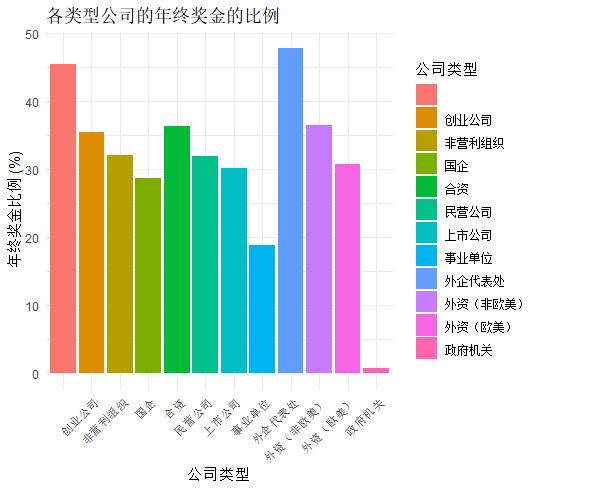 各类型公司的年终奖金的比例
50
40
30
20
10
0
年终奖金比例 (%)
创业公司
非营利组织
国企
合资
民营公司
上市公司
事业单位
外企代表处
外资（非欧美）
外资（欧美）
政府机关
公司类型
公司类型
创业公司
非营利组织
国企
合资
民营公司
上市公司
事业单位
外企代表处
外资（非欧美）
外资（欧美）
政府机关